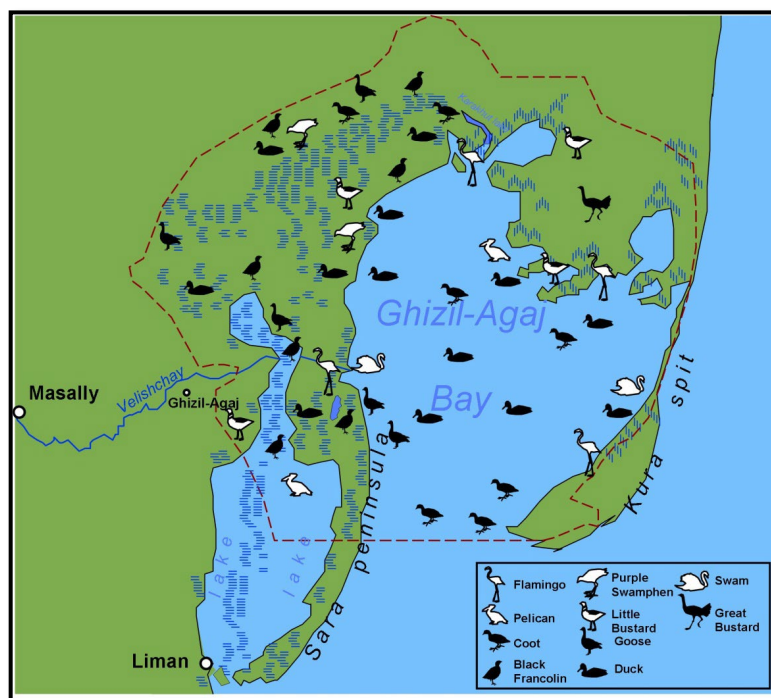 Ghizil-Agaj
Bay
Velishchay
Masally
Ghizil-Agaj
Kura spit
Sara peninsula
lake
lake
Liman
Flamingo
Purple
Swamphen
Swam
Pelican
Little
Bustard
Great
Bustard
Coot
Goose
Black
Francolin
Duck